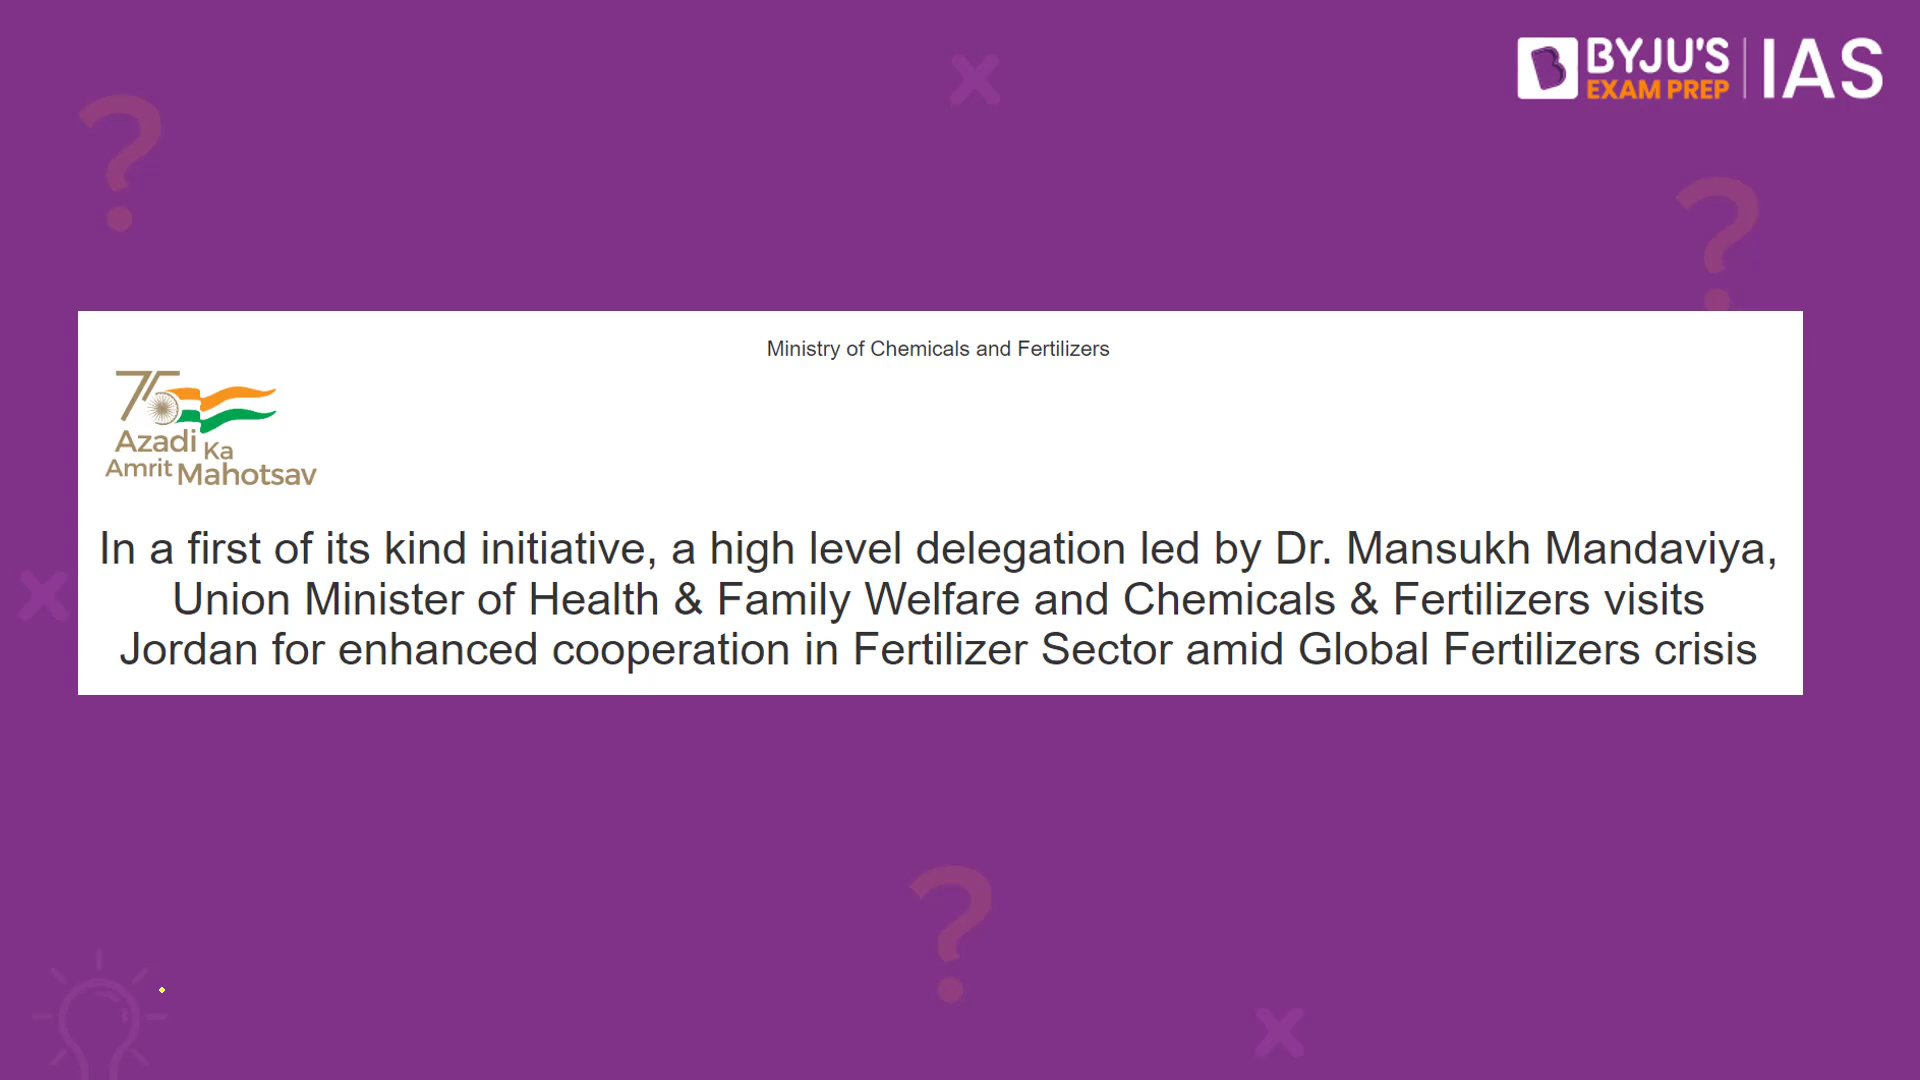 BYJU'S
EXAM PREP
IAS
Ministry of Chemicals and Fertilizers
75
Azadi Ka
Amrit Mahotsav
In a first of its kind initiative, a high level delegation led by Dr. Mansukh Mandaviya,
Union Minister of Health & Family Welfare and Chemicals & Fertilizers visits
Jordan for enhanced cooperation in Fertilizer Sector amid Global Fertilizers crisis